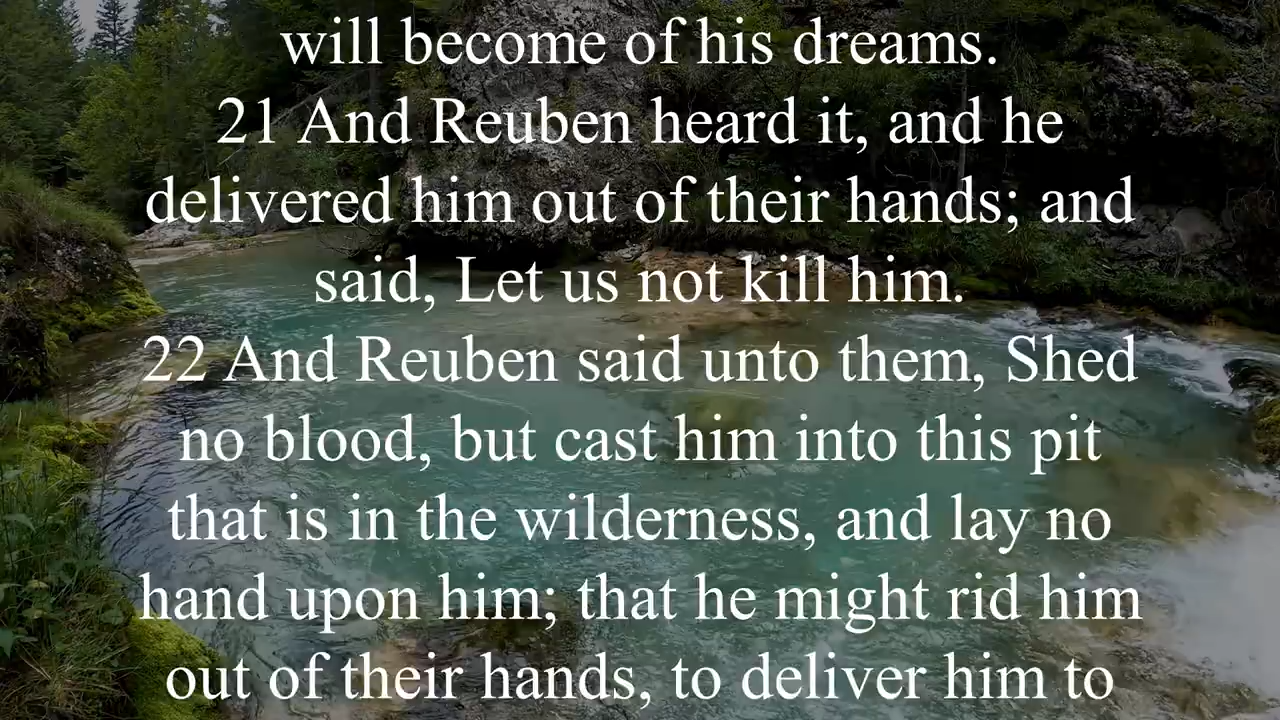 will become of his dreams.
21 And Reuben heard it, and he
delivered him out of their hands; and
said, Let us not kill him.
22 And Reuben said unto them, Shed
no blood, but cast him into this pit
that is in the wilderness, and lay no
hand upon him; that he might rid him
out of their hands, to deliver him to